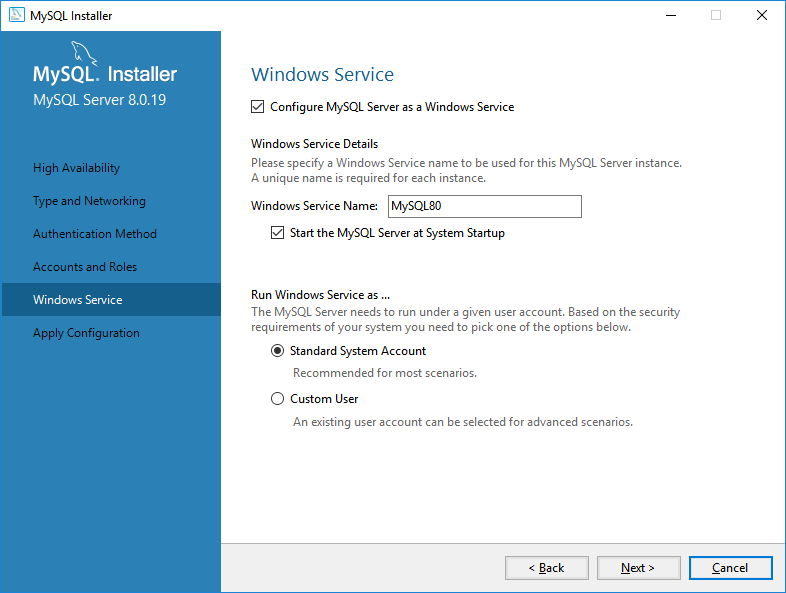 MySQL Installer
MySQL. Installer
MySQL Server 8.0.19
High Availability
Type and Networking
Authentication Method
Accounts and Roles
Windows Service
Apply Configuration
Windows Service
Configure MySQL Server as a Windows Service
Windows Service Details
Please specify a Windows Service name to be used for this MySQL Server instance.
A unique name is required for each instance.
Windows Service Name: MySQL80
Start the MySQL Server at System Startup
Run Windows Service as ...
The MySQL Server needs to run under a given user account. Based on the security
requirements of your system you need to pick one of the options below.
Standard System Account
Recommended for most scenarios.
Custom User
An existing user account can be selected for advanced scenarios.
< Back Next > Cancel